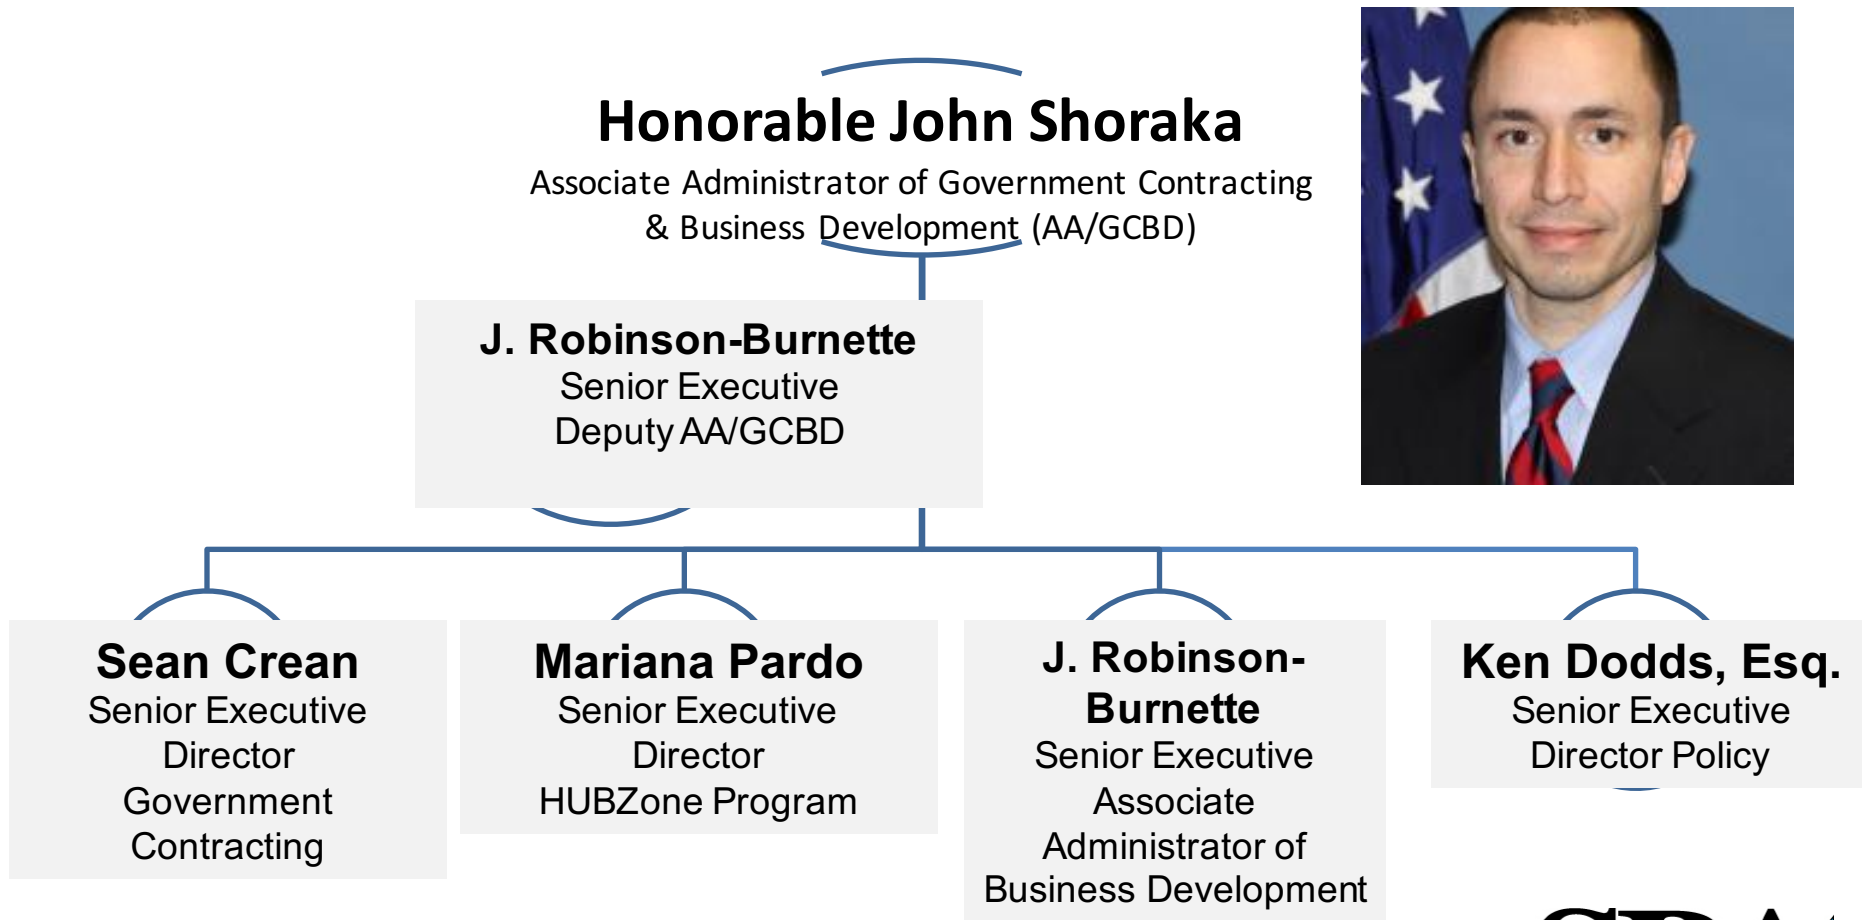 Honorable John Shoraka
Associate Administrator of Government Contracting
& Business Development (AA/GCBD)
J. Robinson-Burnette
Senior Executive
Deputy AA/GCBD
Sean Crean
Senior Executive
Director
Government
Contracting
Mariana Pardo
Senior Executive
Director
HUBZone Program
J. Robinson-
Burnette
Senior Executive
Associate
Administrator of
Business Development
Ken Dodds, Esq.
Senior Executive
Director Policy